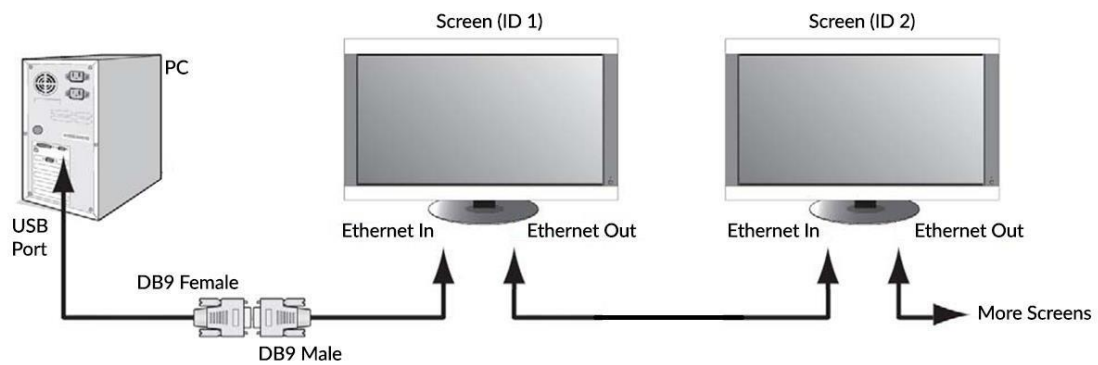 Screen (ID 1)
Screen (ID 2)
PC
USB
Port
Ethernet In
Ethernet Out
Ethernet In
Ethernet Out
DB9 Female
DB9 Male
More Screens